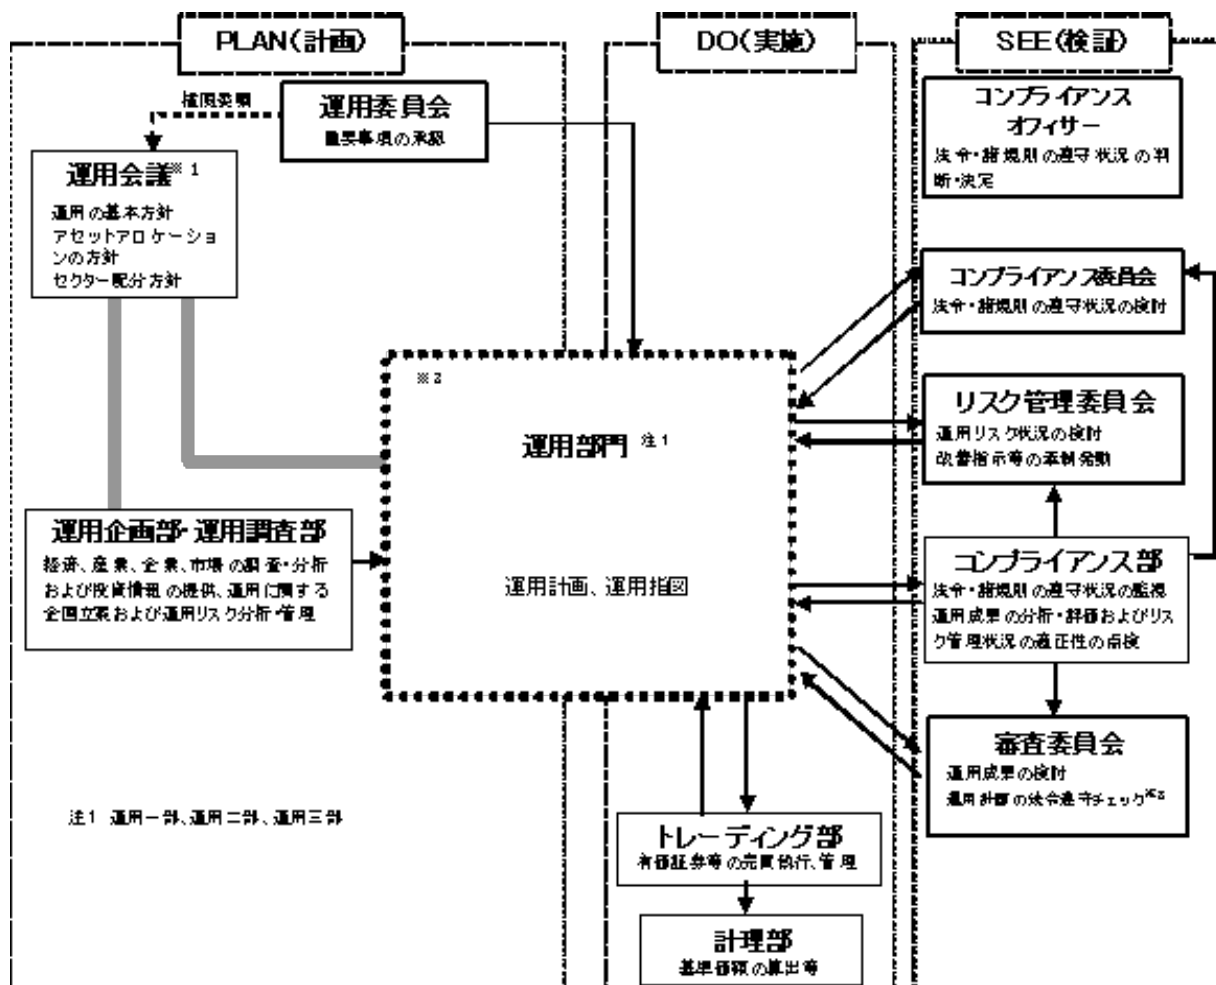 PLAN(計画)
DO(実施)
SEE(検証)
権限委嘱
運用委員会
重要事項の承認
運用会議※1
運用の基本方針
アセットアロケーショ
ンの方針
セクター配分方針
コンプライアンス
オフィサー
法令・諸規則の遵守状況の判
断・決定
コンプライアンス委員会
法令・諸規則の遵守状況の検討
※2
運用部門 注1
運用計画、運用指図
リスク管理委員会
運用リスク状況の検討
改善指示等の牽制発動
運用企画部・運用調査部
経済、産業、企業、市場の調査・分析
および投資情報の提供、運用に関する
企画立案および運用リスク分析・管理
コンプライアンス部
法令・諸規則の遵守状況の監視
運用成果の分析・評価およびリス
ク管理状況の適正性の点検
審査委員会
運用成果の検討
運用計画の法令遵守チェック※2
注1 運用一部、運用二部、運用三部
トレーディング部
有価証券等の売買執行、管理
計理部
基準価額の算出等